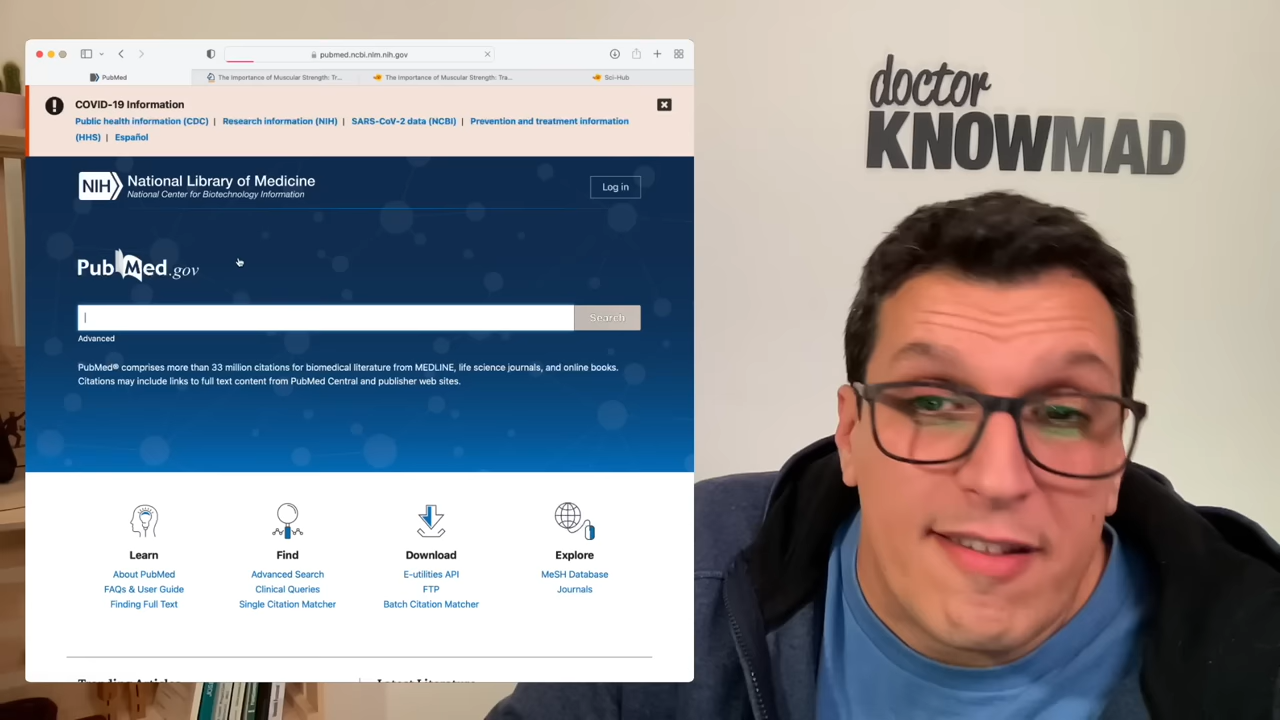 pubmed.ncbi.nlm.nih.gov
PubMed
The Importance of Muscular Strength: Tr...
The Importance of Muscular Strength: Tra...
Sci-Hub
COVID-19 Information
Public health information (CDC) | Research information (NIH) | SARS-CoV-2 data (NCBI) | Prevention and treatment information
(HHS) | Español
NIH National Library of Medicine
National Center for Biotechnology Information
Log in
PubMed.gov
Search
Advanced
PubMed® comprises more than 33 million citations for biomedical literature from MEDLINE, life science journals, and online books.
Citations may include links to full text content from PubMed Central and publisher web sites.
Learn
About PubMed
FAQs & User Guide
Finding Full Text
Find
Advanced Search
Clinical Queries
Single Citation Matcher
Download
E-utilities API
FTP
Batch Citation Matcher
Explore
MeSH Database
Journals
Trending Articles
Latest Literature
doctor
KNOWMAD